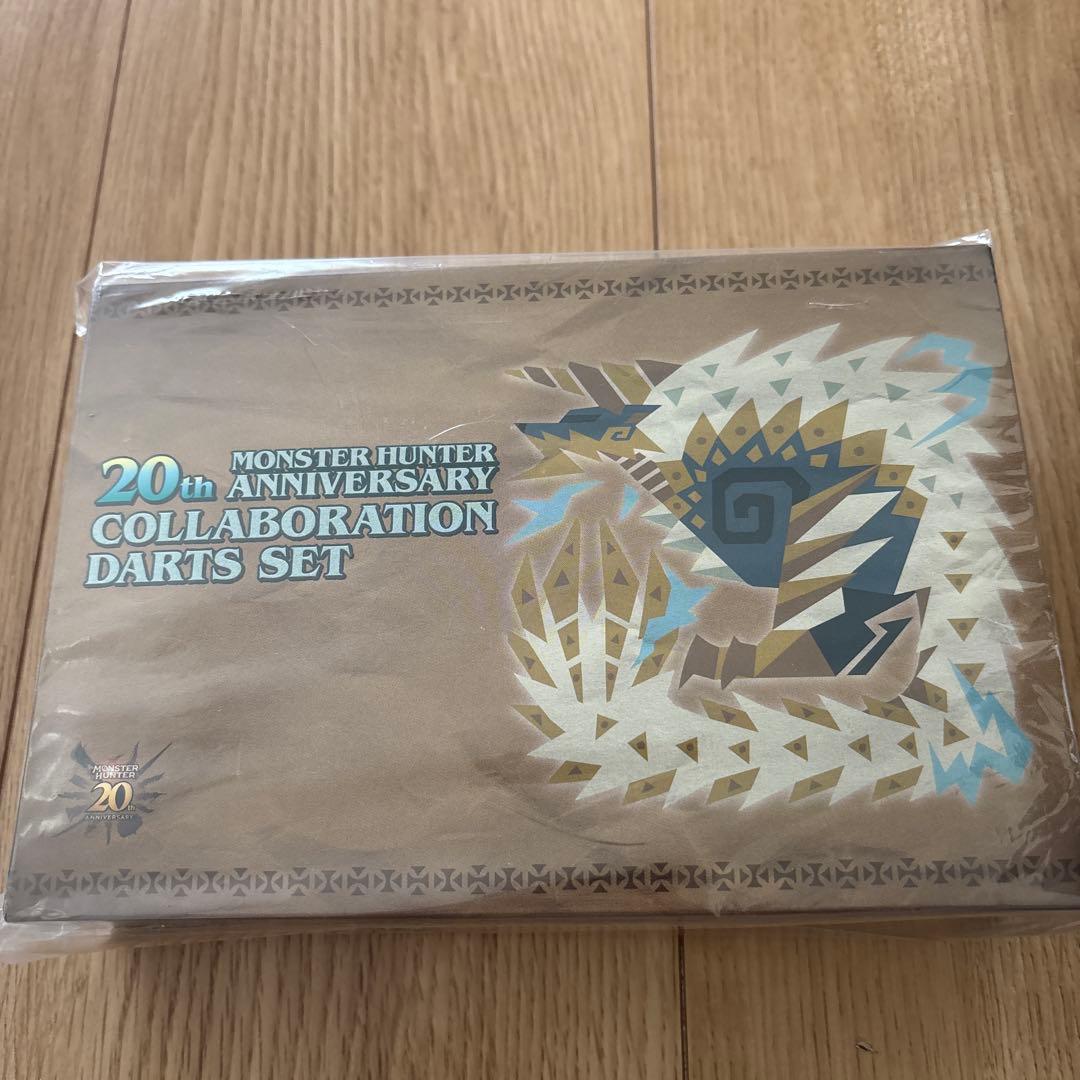 20th MONSTER HUNTER
ANNIVERSARY
COLLABORATION
DARTS SET
MONSTER
HUNTER
20th
ANNIVERSARY